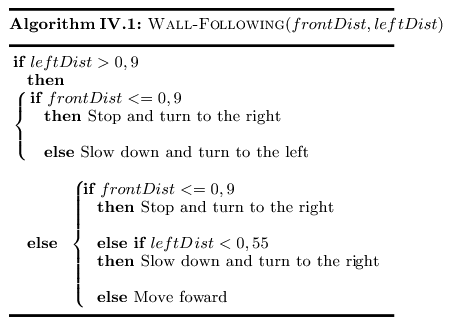 Algorithm IV.1: WALL-FOLLOWING(frontDist, leftDist)
if leftDist > 0, 9
then
if frontDist <= 0, 9
then Stop and turn to the right
else Slow down and turn to the left
if frontDist <= 0, 9
then Stop and turn to the right
else else if leftDist < 0, 55
then Slow down and turn to the right
else Move foward